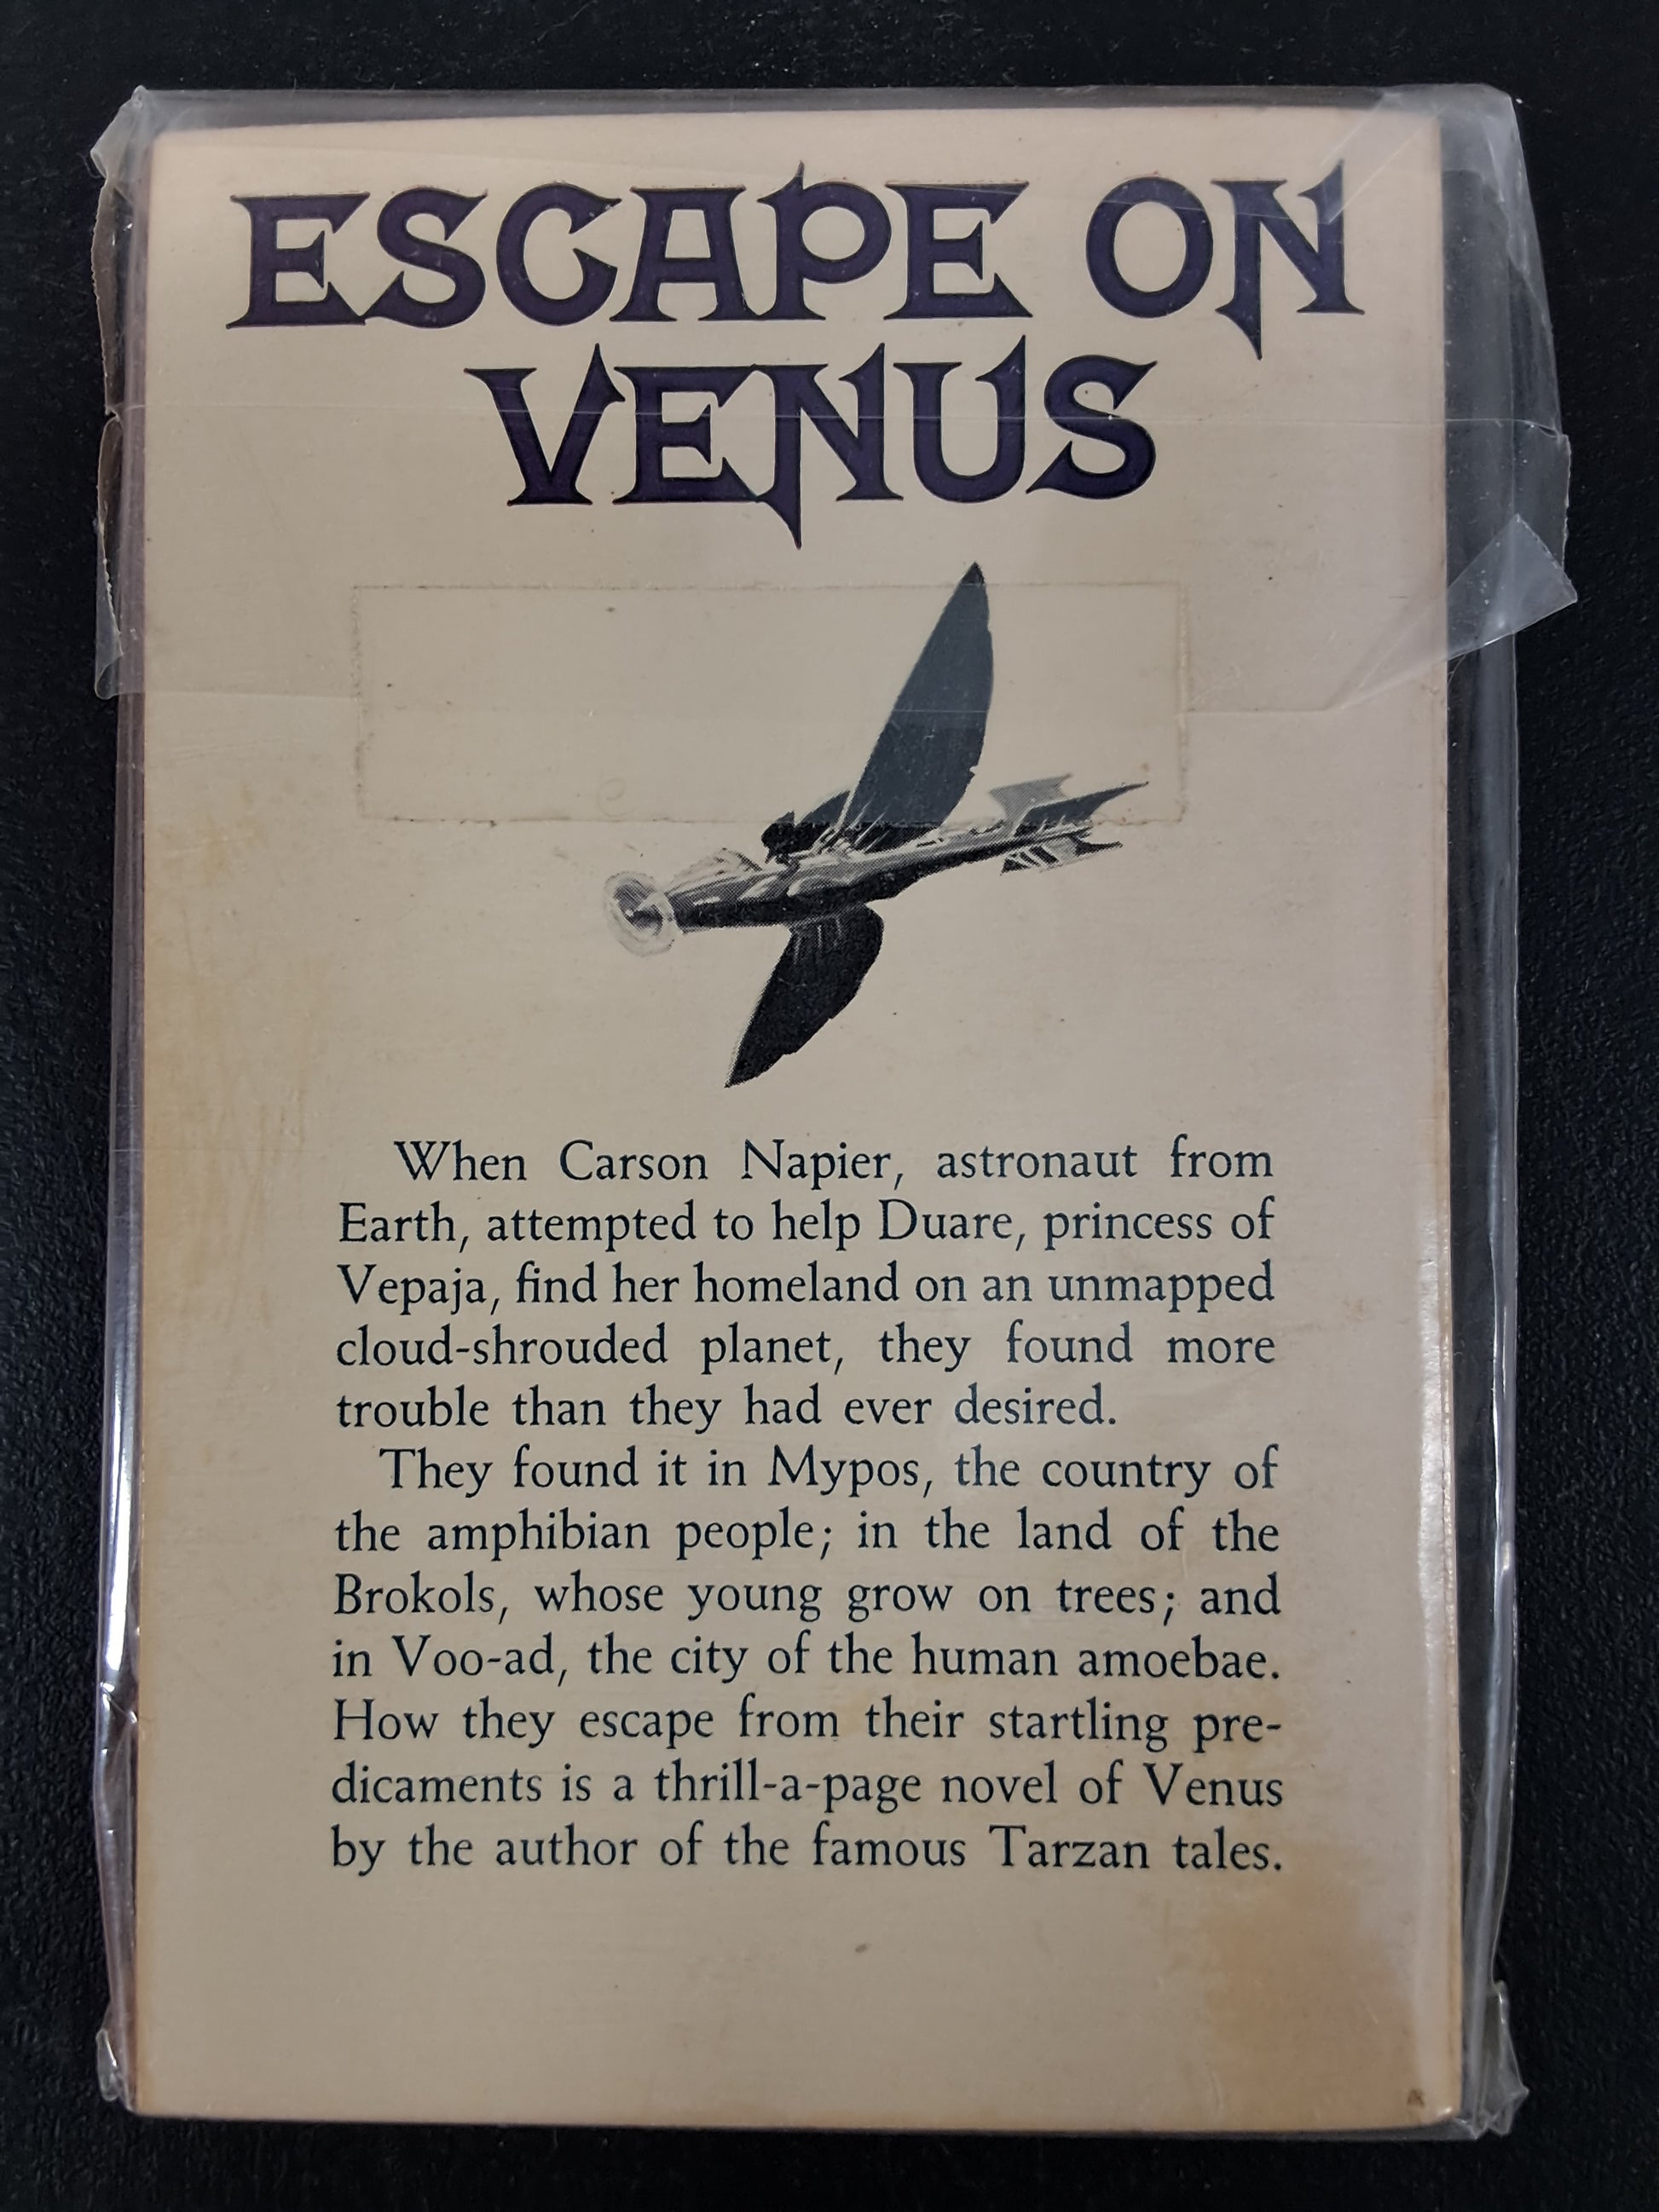 ESCAPE ON
VENUS
When Carson Napier, astronaut from
Earth, attempted to help Duare, princess of
Vepaja, find her homeland on an unmapped
cloud-shrouded planet, they found more
trouble than they had ever desired.
They found it in Mypos, the country of
the amphibian people; in the land of the
Brokols, whose young grow on trees; and
in Voo-ad, the city of the human amoebae.
How they escape from their startling pre-
dicaments is a thrill-a-page novel of Venus
by the author of the famous Tarzan tales.